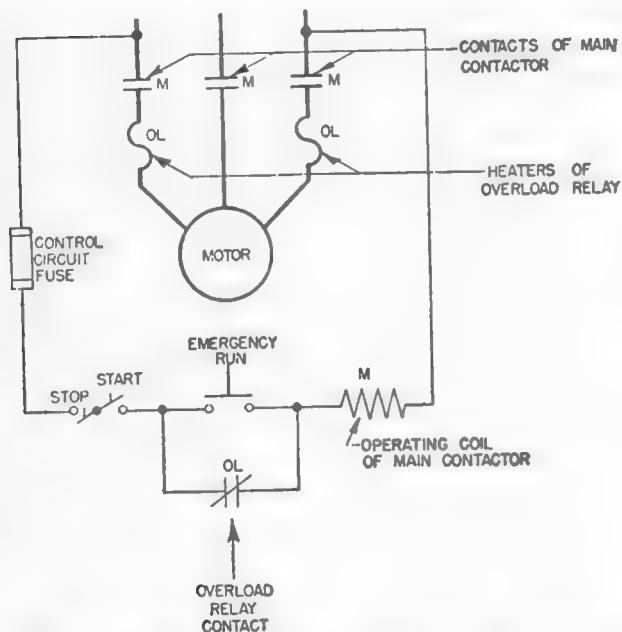 CONTACTS OF MAIN
CONTACTOR
M
M
M
OL
OL
HEATERS OF
OVERLOAD RELAY
MOTOR
CONTROL
CIRCUIT
FUSE
EMERGENCY
RUN
STOP
START
M
OPERATING COIL
OF MAIN CONTACTOR
OL
OVERLOAD
RELAY
CONTACT